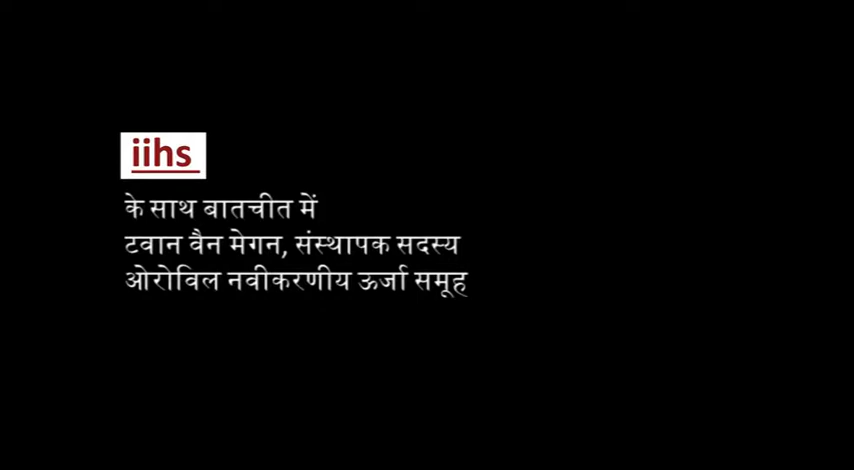 iihs
के साथ बातचीत में
टवान वैन मेगन, संस्थापक सदस्य
ओरोविल नवीकरणीय ऊर्जा समूह